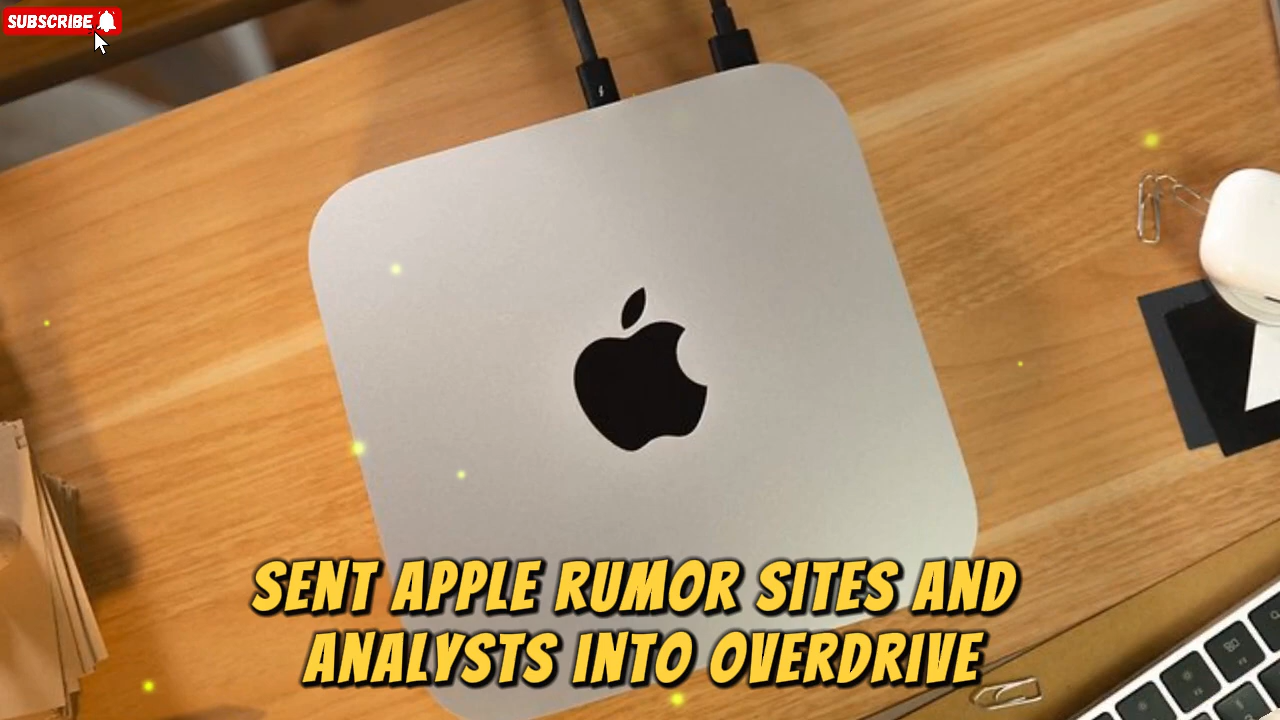 SUBSCRIBE
SENT APPLE RUMOR SITES AND
ANALYSTS INTO OVERDRIVE